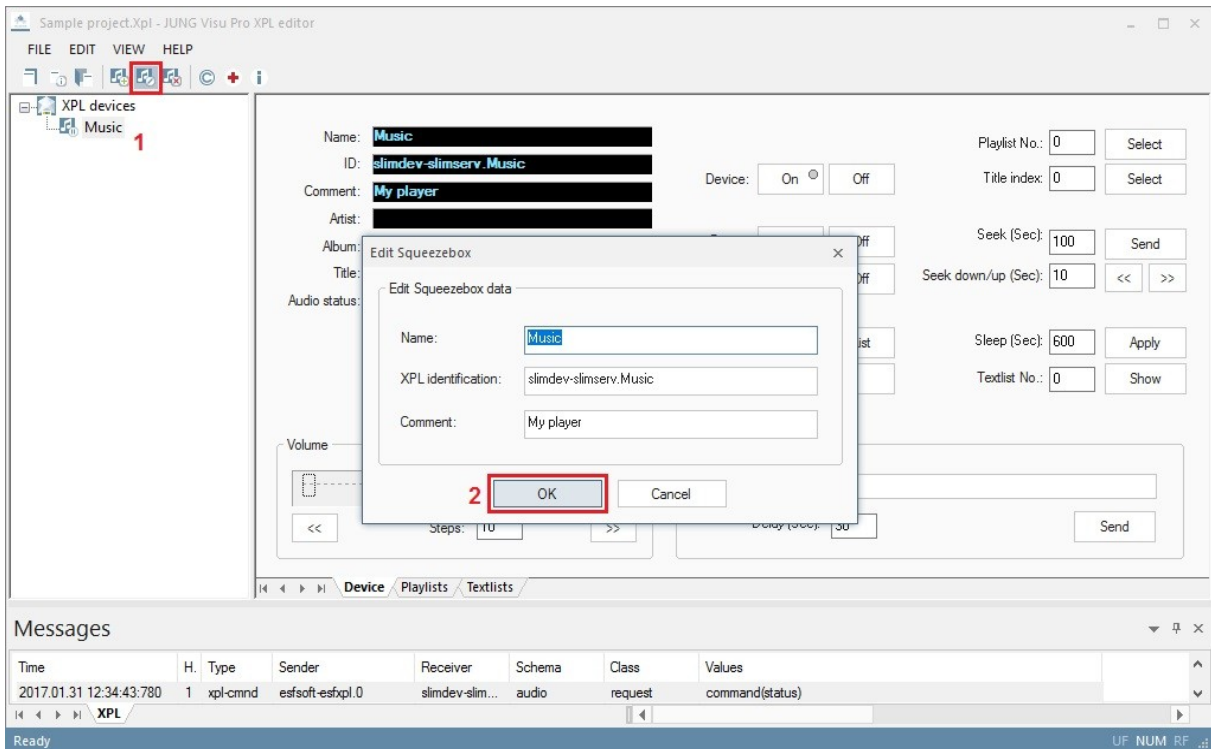 Sample project.Xpl - JUNG Visu Pro XPL editor
FILE EDIT VIEW HELP
XPL devices
Music
1
Name: Music
ID: slimdev-slimserv.Music
Comment: My player
Artist:
Album:
Title:
Audio status:
Device: On Off
Playlist No.: 0 Select
Title index: 0 Select
Off
Seek (Sec): 100 Send
Off
Seek down/up (Sec): 10 << >>
Sleep (Sec): 600 Apply
Textlist No.: 0 Show
Edit Squeezebox
Edit Squeezebox data
Name: Music
XPL identification: slimdev-slimserv.Music
Comment: My player
2 OK Cancel
Volume
<< Steps: 10 >>
Delay (Sec): 30 Send
Device Playlists Textlists
Messages
Time H. Type Sender Receiver Schema Class Values
2017.01.31 12:34:43:780 1 xpl-cmnd esfsoft-esfxpl.0 slimdev-slim... audio request command(status)
XPL
Ready UF NUM RF